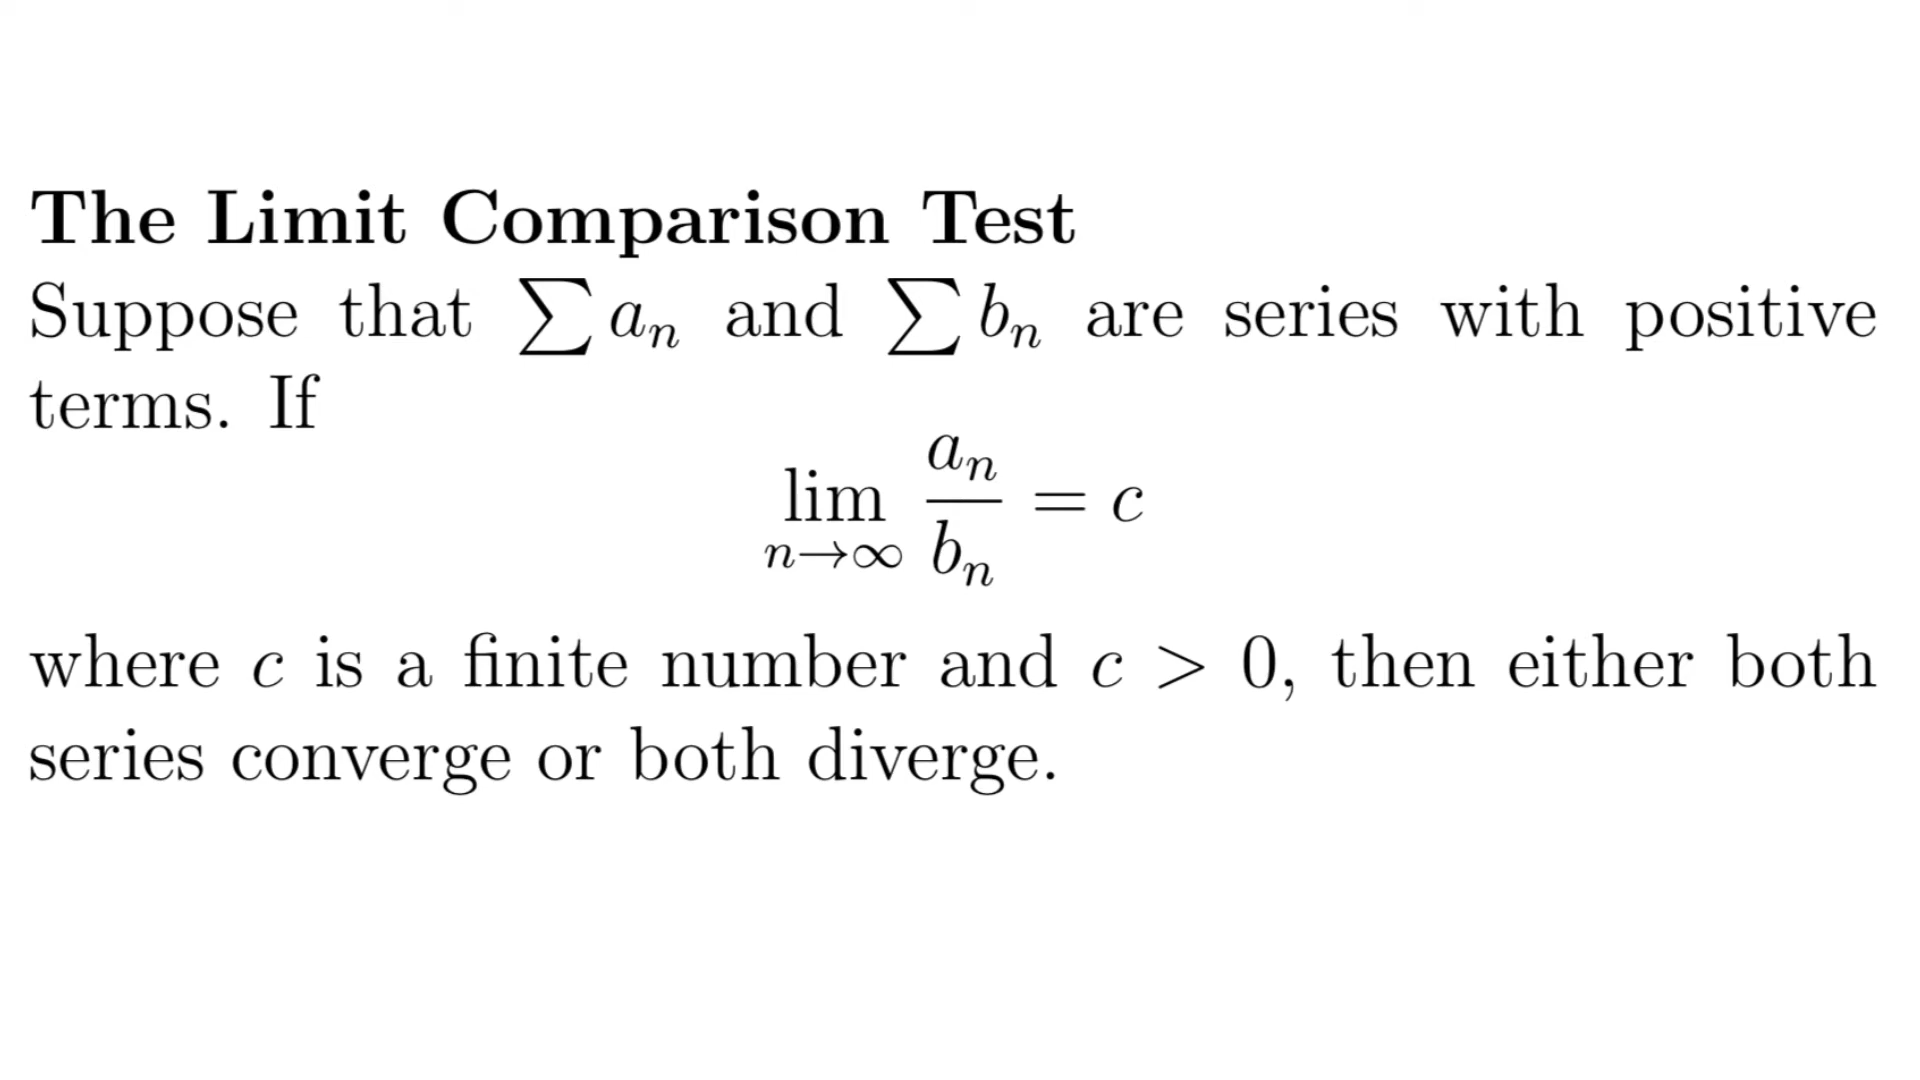 The Limit Comparison Test
Suppose that ∑ aₙ and ∑ bₙ are series with positive
terms. If
lim_{n→∞} aₙ/bₙ = c
where c is a finite number and c > 0, then either both
series converge or both diverge.